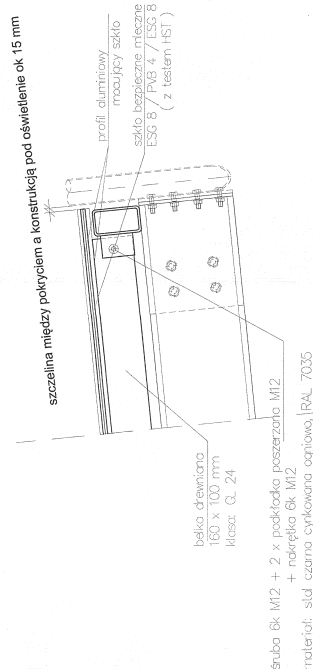 szczelina między pokryciem a konstrukcją pod oświetlenie ok 15 mm
profil aluminiowy
mocujący szkło
szkło bezpieczne mleczne
ESG 8 / PVB 4 / ESG 8
( z testem HST )
belka drewniana
160 x 100 mm
klasa: GL 24
śruba 6k M12 + 2 x podkładka poszerzana M12
+ nakrętka 6k M12
materiał: stal czarna cynkowana ogniowo, RAL 7035